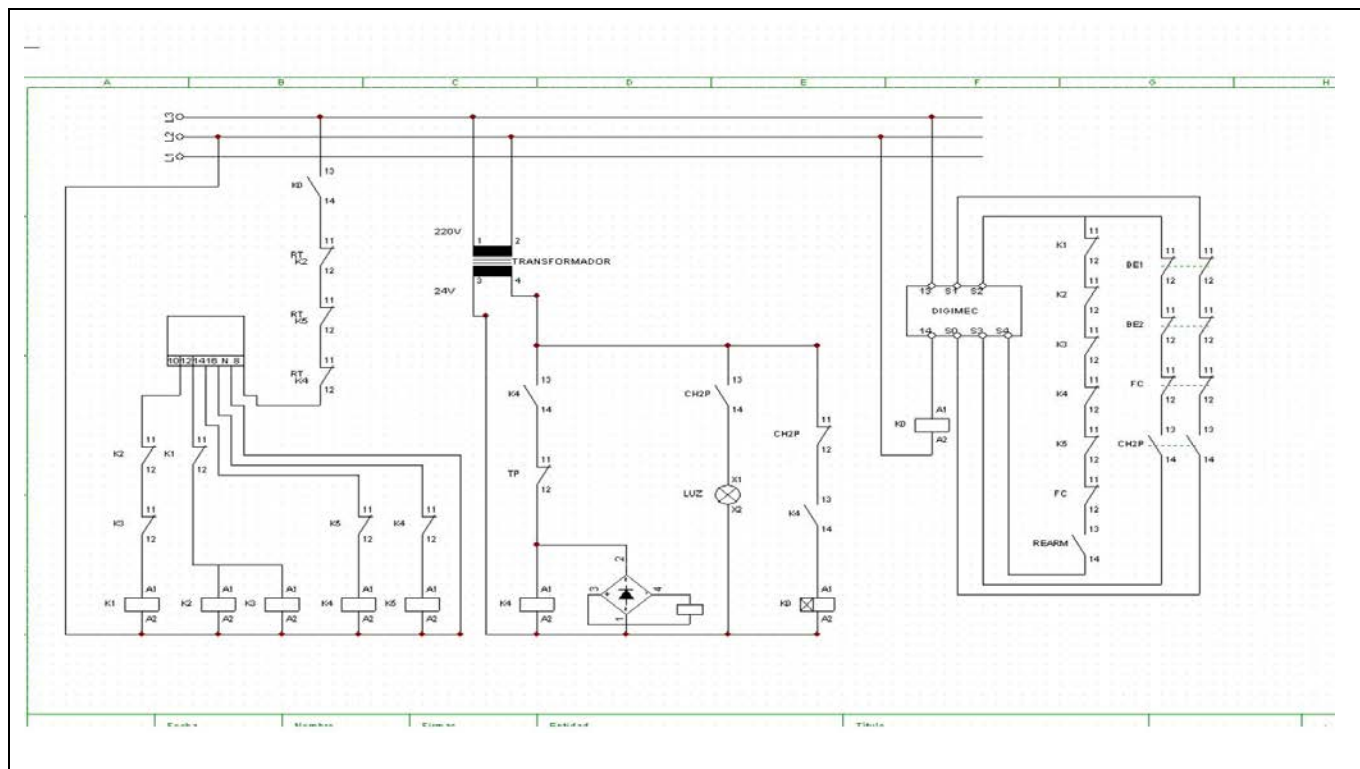 A B C D E F G H
L3
L2
L1
13
K0
14
11
RT
K2
12
11
RT
K5
12
11
RT
K4
12
220V
1 2
TRANSFORMADOR
3 4
24V
10 12 14 16 N 8
11
K2
12
11
K1
12
11
K3
12
11
K5
12
11
K4
12
A1
K1
A2
A1
K2
A2
A1
K3
A2
A1
K4
A2
A1
K5
A2
13
K4
14
11
TP
12
A1
K4
A2
2
3 4
1
13
CH2P
14
X1
LUZ
X2
11
CH2P
12
13
K4
14
A1
A2
13 S1 S2
DIGIMEC
14 S0 S3 S4
A1
K0
A2
11
K1
12
11
K2
12
11
K3
12
11
K4
12
11
K5
12
11
FC
12
13
REARM
14
11 11
BE1
12 12
11 11
BE2
12 12
11 11
FC
12 12
13 13
CH2P
14 14
Fecha Nombre Firmas Entidad Título